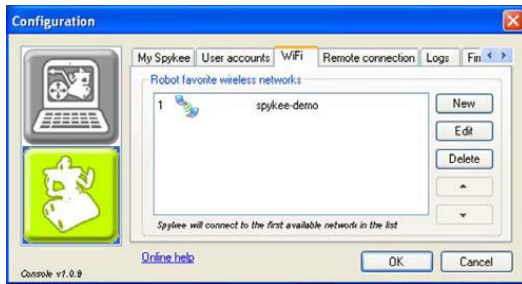 Configuration
My Spykee
User accounts
WiFi
Remote connection
Logs
Robot favorite wireless networks
1 spykee-demo
New
Edit
Delete
Spykee will connect to the first available network in the list
Online help
OK
Cancel
Console v1.0.9